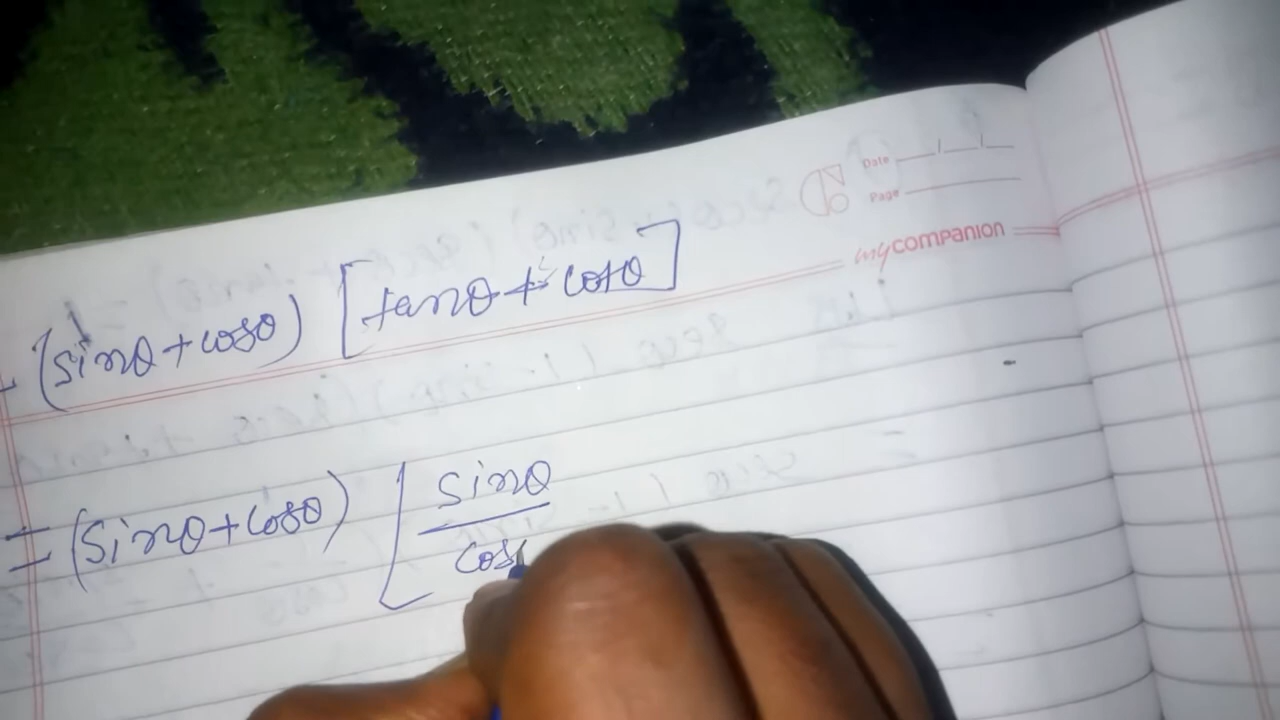 Date
Page
mycompanion
(sinθ + cosθ) [tanθ + cotθ]
= (sinθ + cosθ) [sinθ
cos